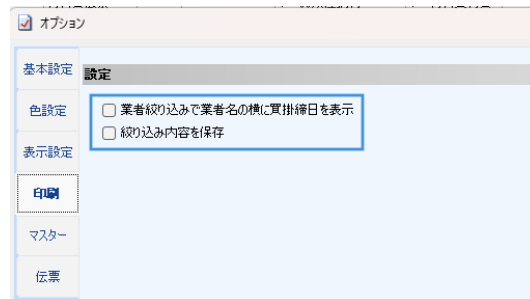 オプション
基本設定
設定
色設定
業者絞り込みで業者名の横に買掛締日を表示
絞り込み内容を保存
表示設定
印刷
マスター
伝票